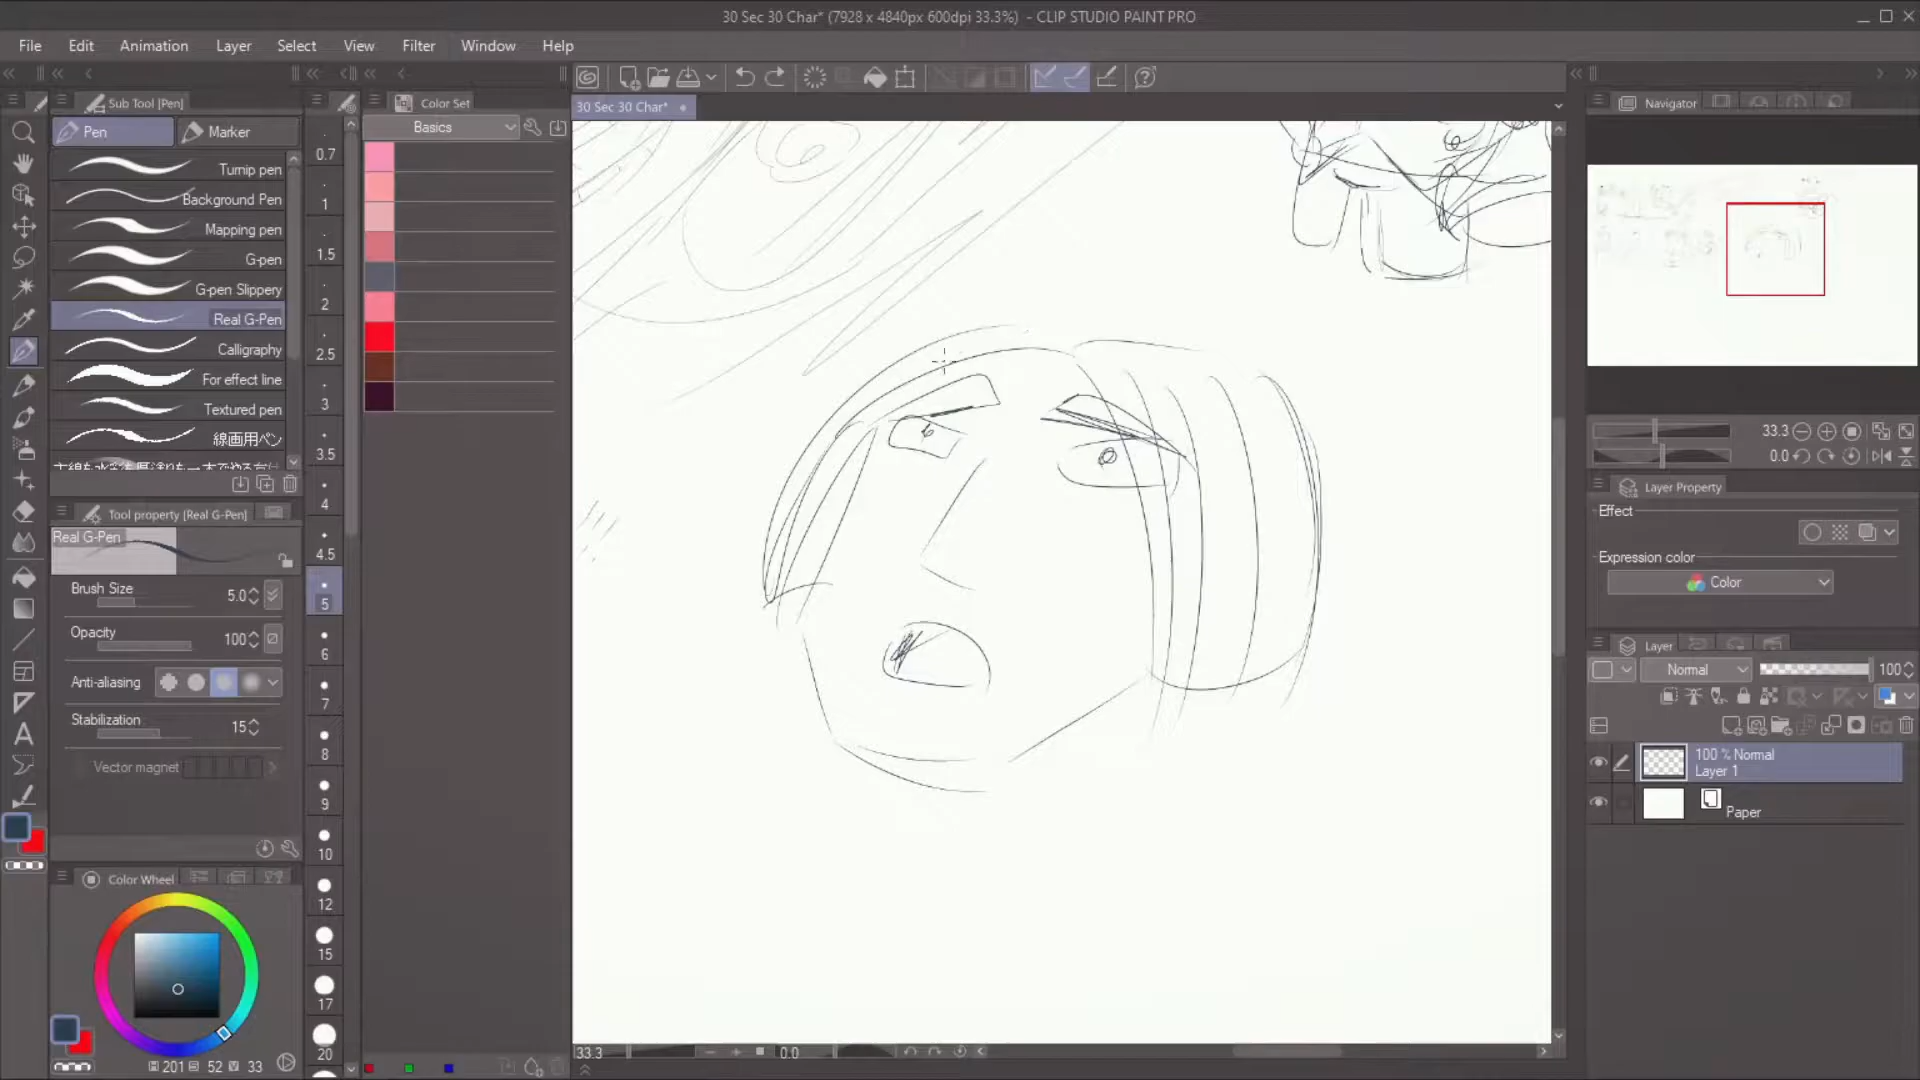 30 Sec 30 Char* (7928 x 4840px 600dpi 33.3%) - CLIP STUDIO PAINT PRO
File Edit Animation Layer Select View Filter Window Help
Sub Tool [Pen]
Pen
Marker
Turnip pen
Background Pen
Mapping pen
G-pen
G-pen Slippery
Real G-Pen
Calligraphy
For effect line
Textured pen
線画用ペン
Tool property [Real G-Pen]
Real G-Pen
Brush Size 5.0
Opacity 100
Anti-aliasing
Stabilization 15
Vector magnet
Color Wheel
201 52 33
0.7
1
1.5
2
2.5
3
3.5
4
4.5
5
6
7
8
9
10
12
15
17
20
Color Set
Basics
30 Sec 30 Char*
33.3
0.0
Navigator
33.3
0.0
Layer Property
Effect
Expression color
Color
Layer
Normal 100
100 % Normal
Layer 1
Paper